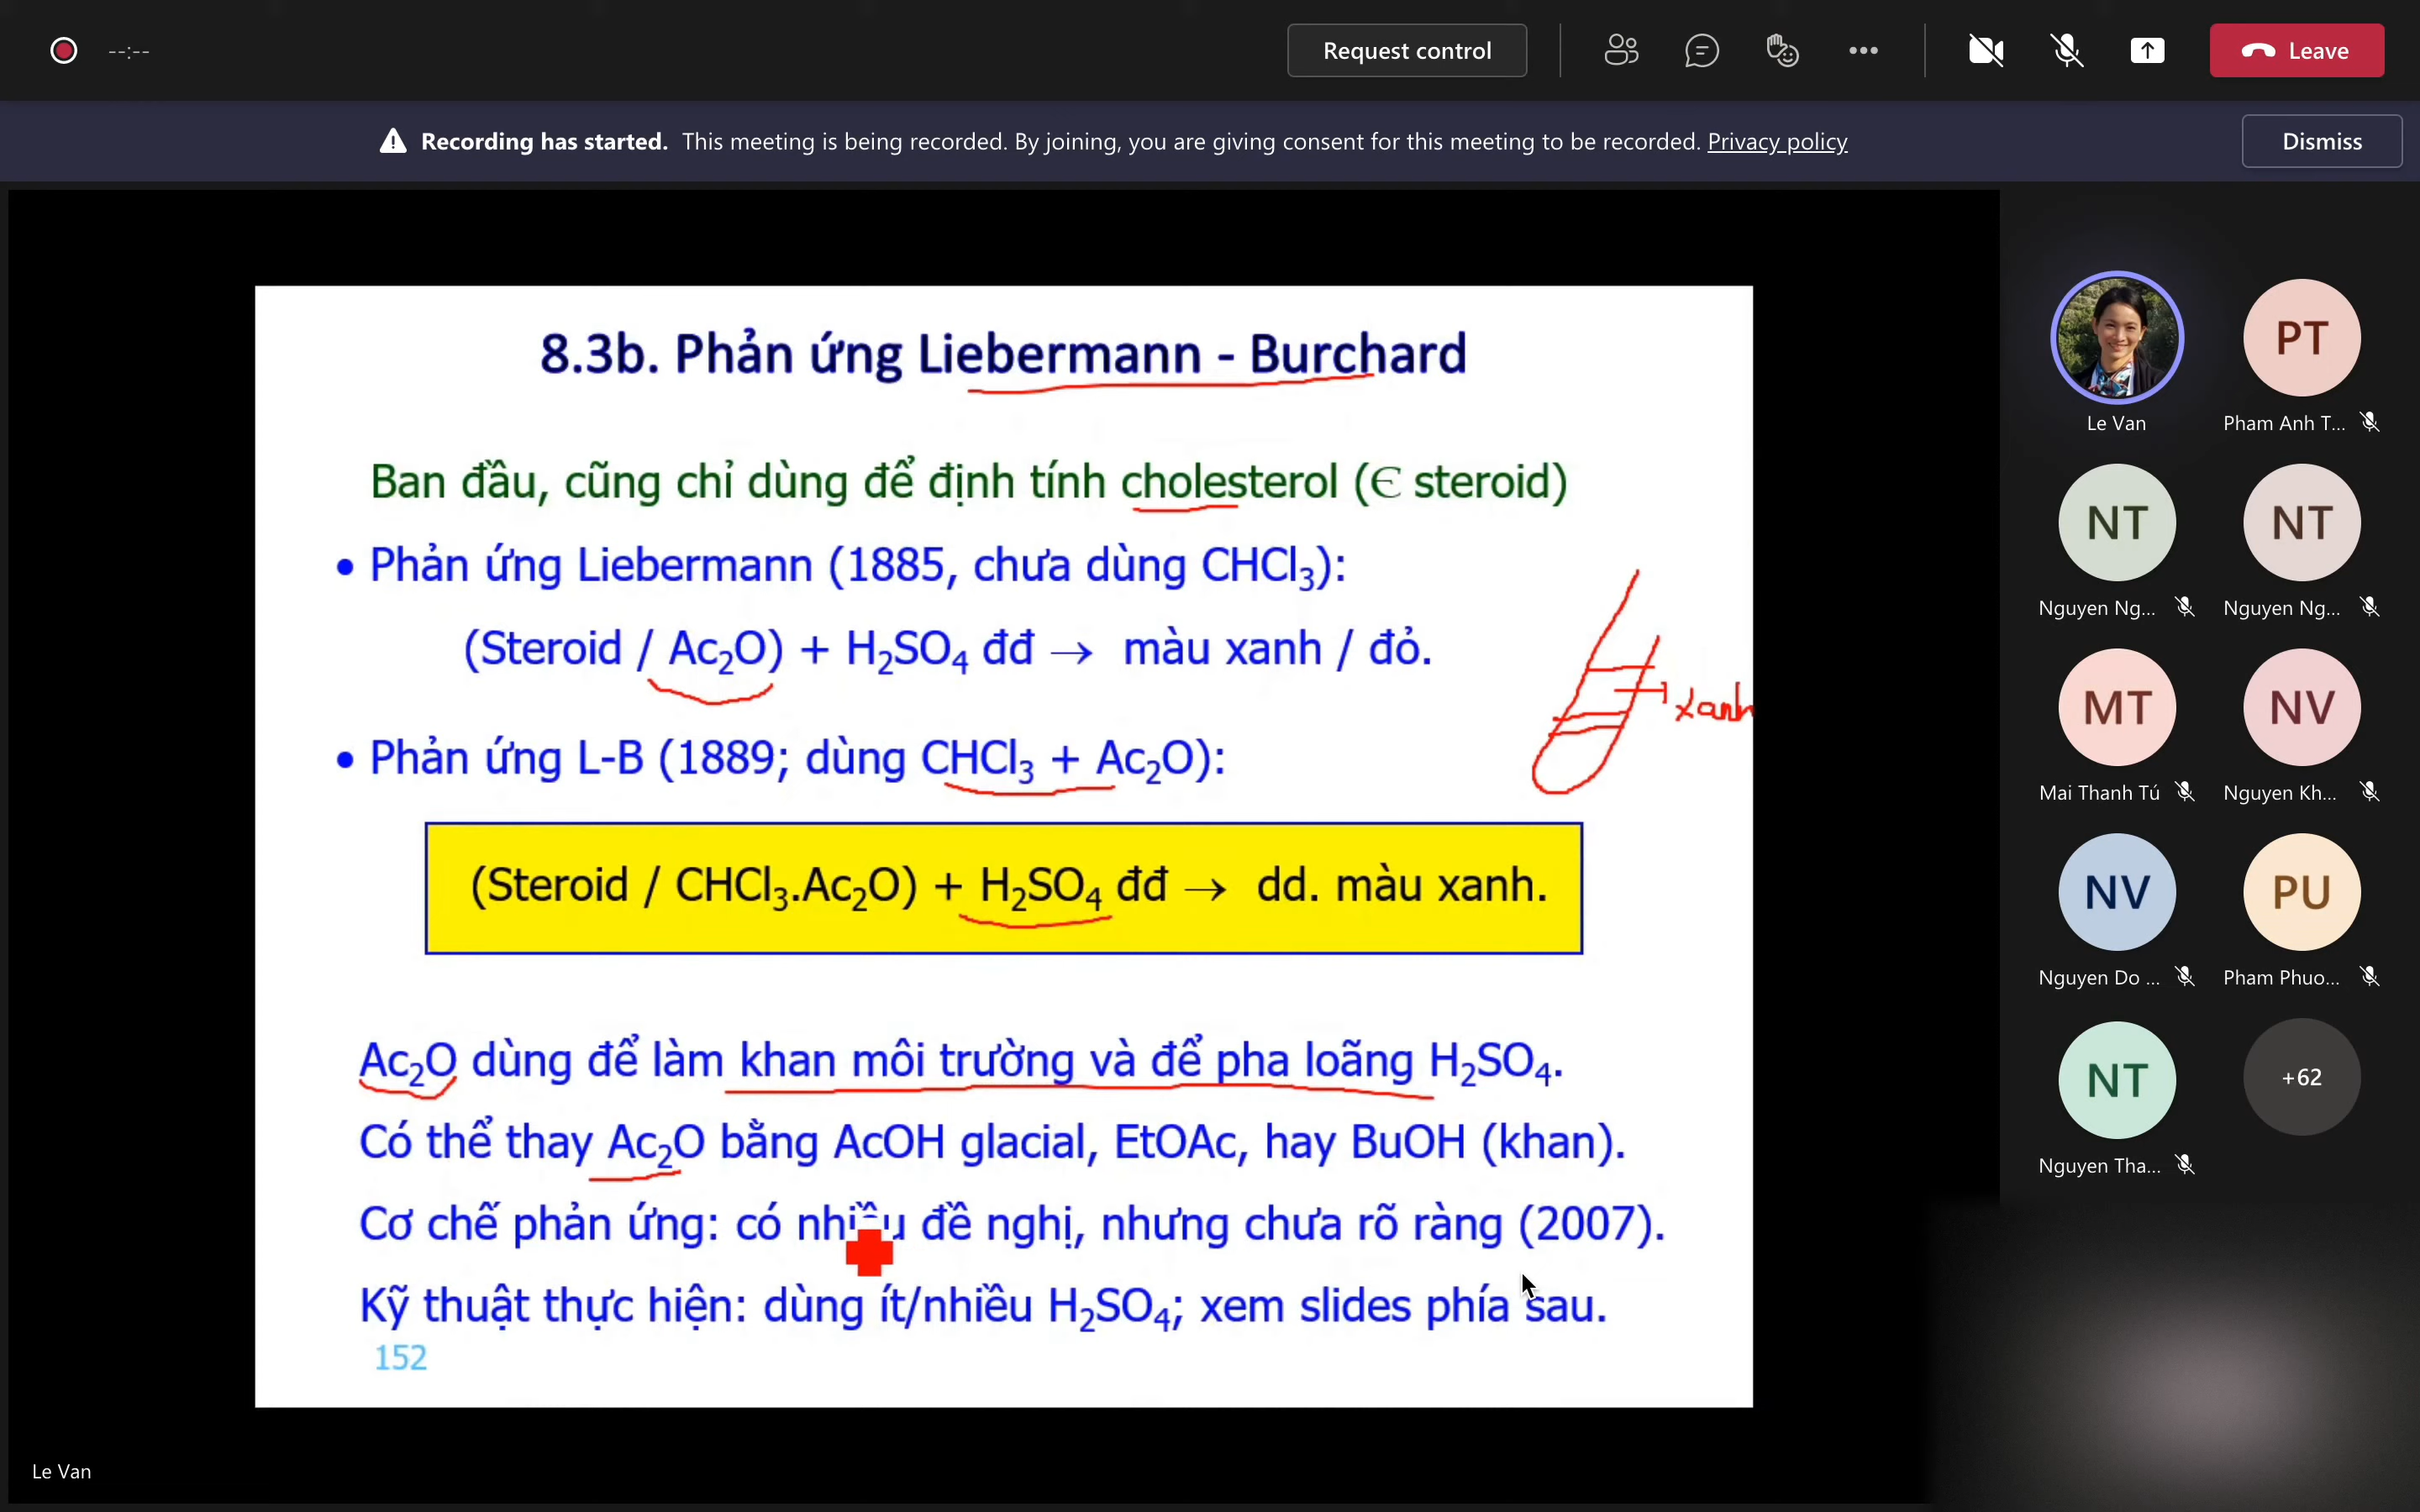 --:--
Request control
Leave
Recording has started. This meeting is being recorded. By joining, you are giving consent for this meeting to be recorded. Privacy policy
Dismiss
8.3b. Phản ứng Liebermann - Burchard
Ban đầu, cũng chỉ dùng để định tính cholesterol (Є steroid)
• Phản ứng Liebermann (1885, chưa dùng CHCl₃):
(Steroid / Ac₂O) + H₂SO₄ đđ → màu xanh / đỏ.
xanh
• Phản ứng L-B (1889; dùng CHCl₃ + Ac₂O):
(Steroid / CHCl₃.Ac₂O) + H₂SO₄ đđ → dd. màu xanh.
Ac₂O dùng để làm khan môi trường và để pha loãng H₂SO₄.
Có thể thay Ac₂O bằng AcOH glacial, EtOAc, hay BuOH (khan).
Cơ chế phản ứng: có nhiều đề nghị, nhưng chưa rõ ràng (2007).
Kỹ thuật thực hiện: dùng ít/nhiều H₂SO₄; xem slides phía sau.
152
Le Van
PT
Le Van
Pham Anh T...
NT
NT
Nguyen Ng...
Nguyen Ng...
MT
NV
Mai Thanh Tú
Nguyen Kh...
NV
PU
Nguyen Do ...
Pham Phuo...
NT
+62
Nguyen Tha...